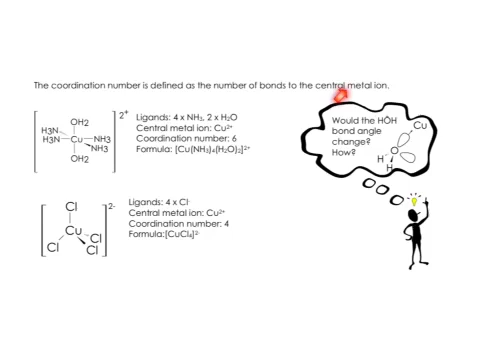 The coordination number is defined as the number of bonds to the central metal ion.
2+
OH2
H3N
H3N Cu NH3
NH3
OH2
Ligands: 4 x NH₃, 2 x H₂O
Central metal ion: Cu²⁺
Coordination number: 6
Formula: [Cu(NH₃)₄(H₂O)₂]²⁺
Would the HÔH
bond angle
change?
How?
Cu
O
H
H
2-
Cl
Cu
Cl
Cl
Cl
Ligands: 4 x Cl⁻
Central metal ion: Cu²⁺
Coordination number: 4
Formula:[CuCl₄]²⁻